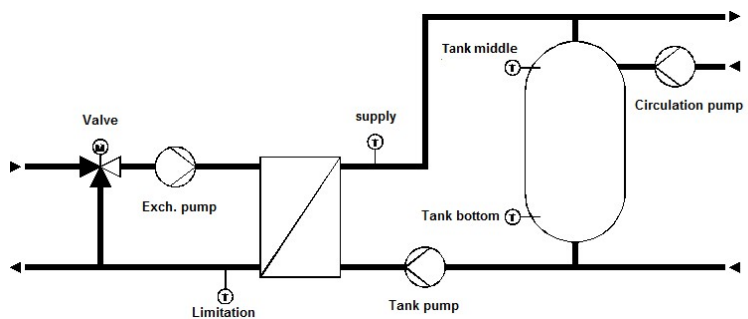 Tank middle
T
Circulation pump
Valve
M
supply
T
Exch. pump
Tank bottom
T
T
Limitation
Tank pump